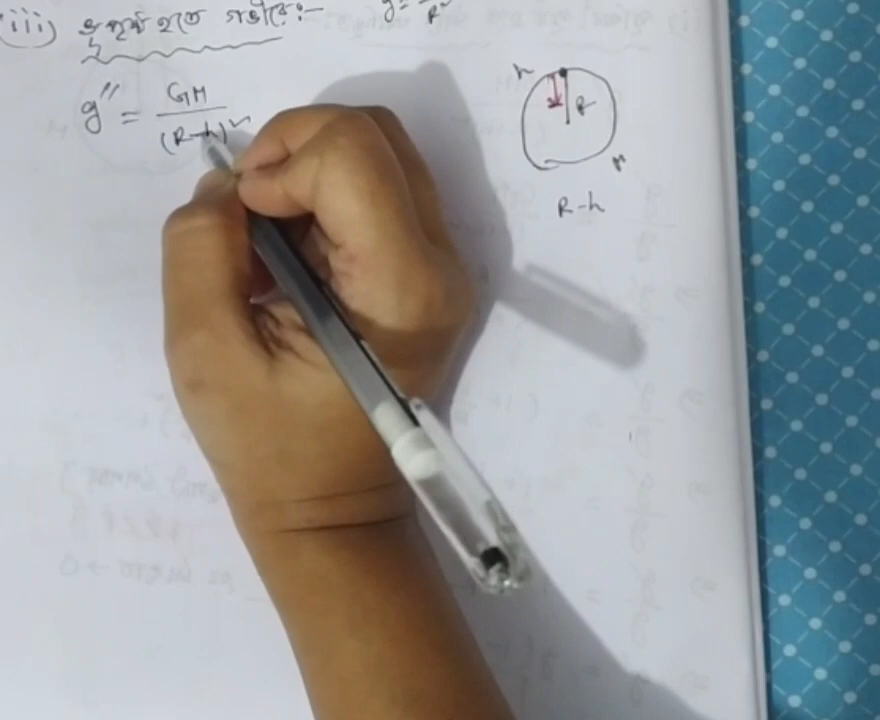 (iii) ভূ-পৃষ্ঠ হতে গভীরে:-
g'' = GM / (R-h)²
h
R
M
R-h